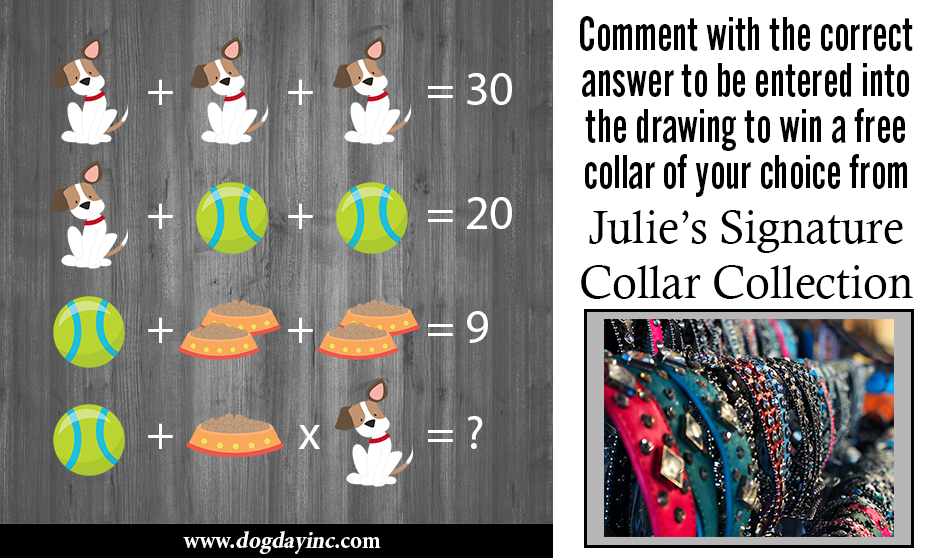 + + = 30
+ + = 20
+ + = 9
+ x = ?
www.dogdayinc.com
Comment with the correct
answer to be entered into
the drawing to win a free
collar of your choice from
Julie's Signature
Collar Collection